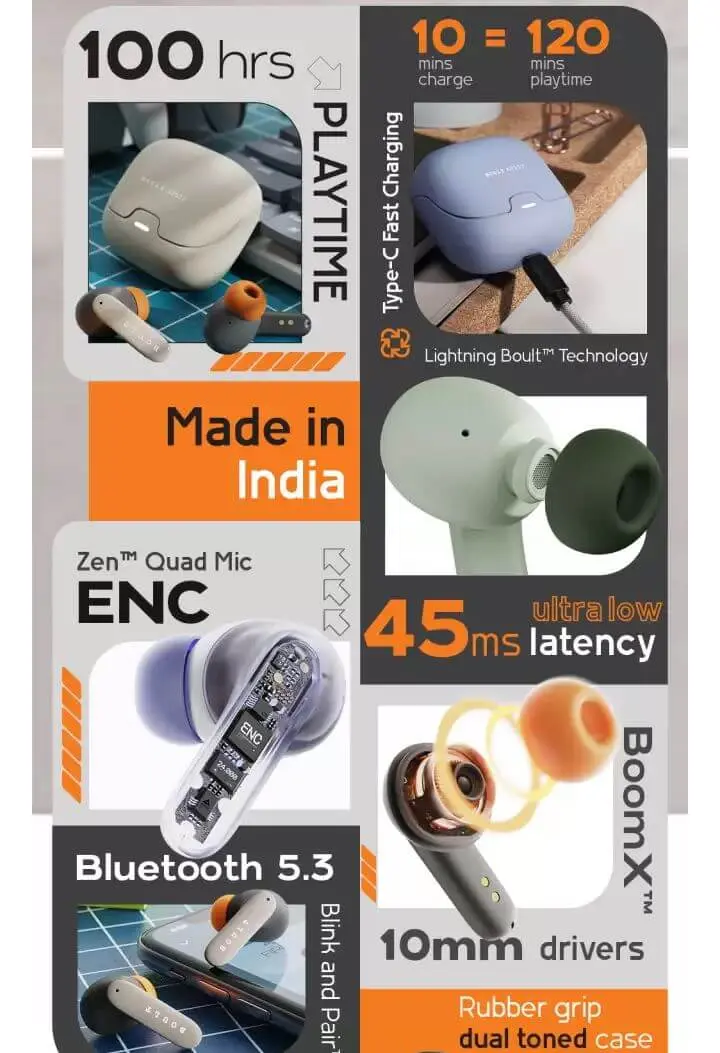 100 hrs
PLAYTIME
10 = 120
mins charge
mins playtime
Type-C Fast Charging
Lightning Boult™ Technology
Made in
India
45ms
ultra low
latency
Zen™ Quad Mic
ENC
ENC
BoomX™
10mm drivers
Bluetooth 5.3
Blink and Pair
BOULT
BOULT
Rubber grip
dual toned case